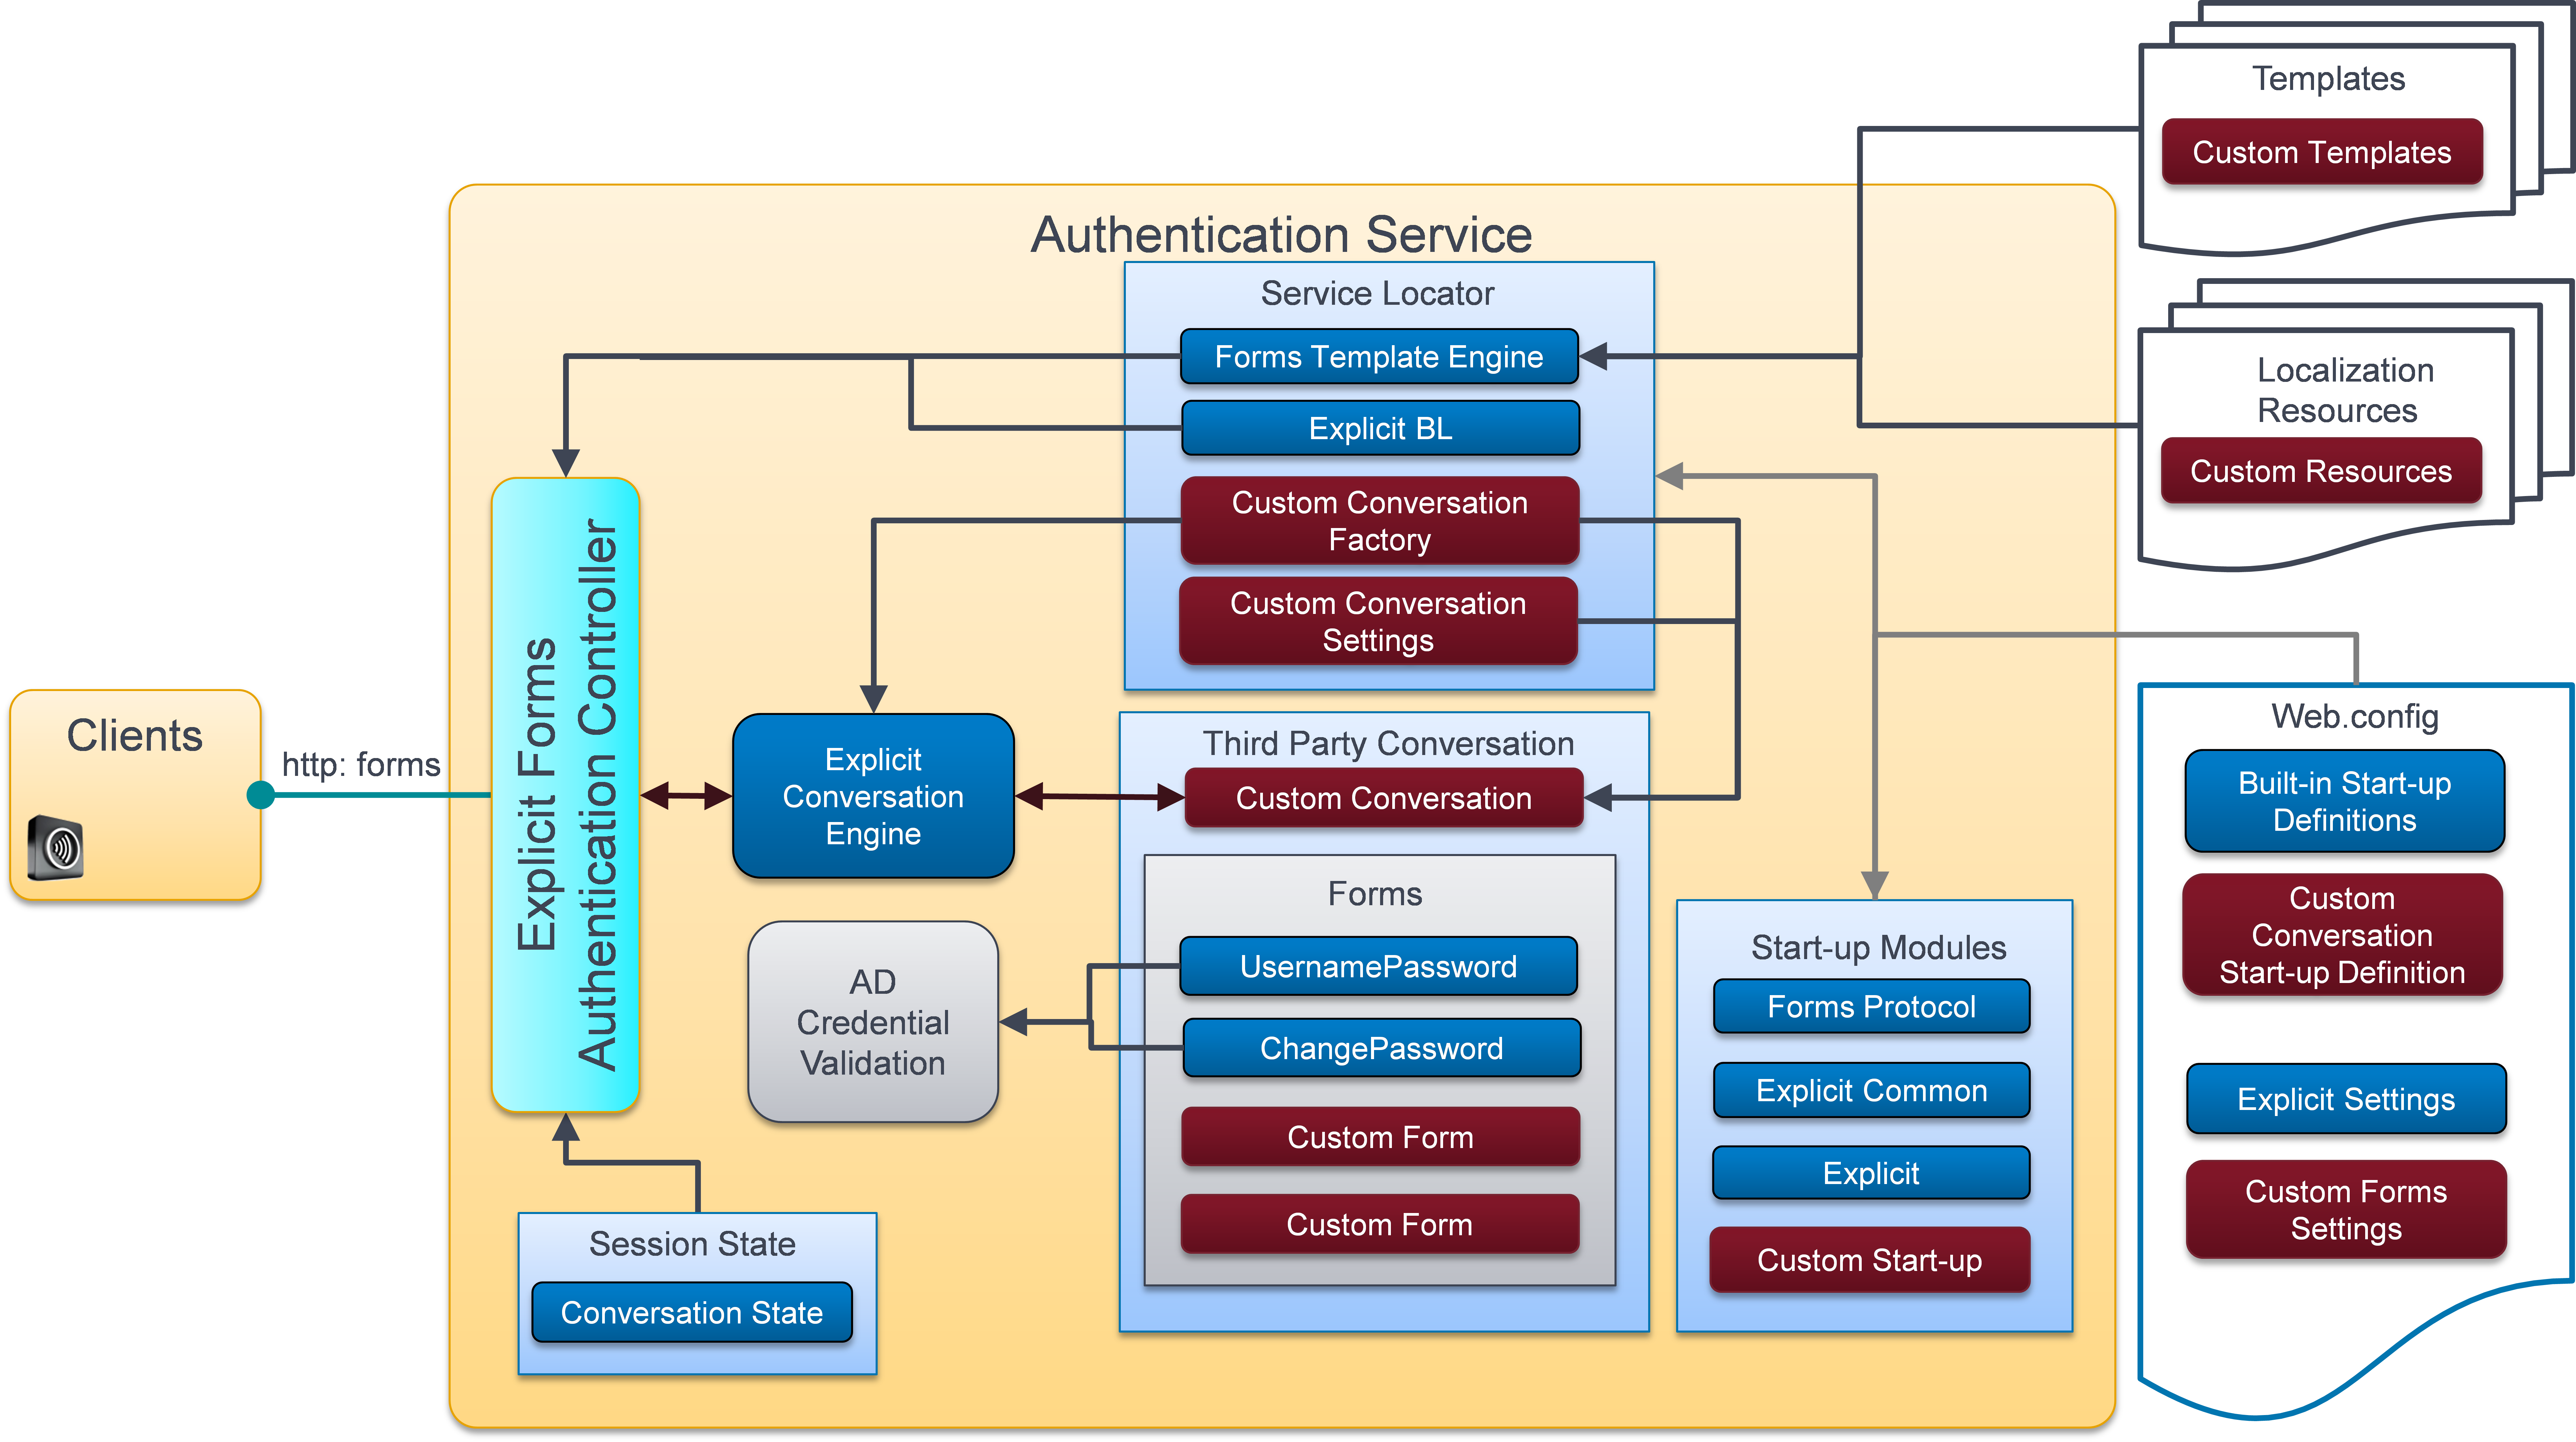 Templates
Custom Templates
Authentication Service
Service Locator
Forms Template Engine
Explicit BL
Custom Conversation
Factory
Custom Conversation
Settings
Localization
Resources
Custom Resources
Clients
http: forms
Explicit Forms
Authentication Controller
Explicit
Conversation
Engine
Third Party Conversation
Custom Conversation
Forms
UsernamePassword
ChangePassword
Custom Form
Custom Form
AD
Credential
Validation
Session State
Conversation State
Start-up Modules
Forms Protocol
Explicit Common
Explicit
Custom Start-up
Web.config
Built-in Start-up
Definitions
Custom
Conversation
Start-up Definition
Explicit Settings
Custom Forms
Settings